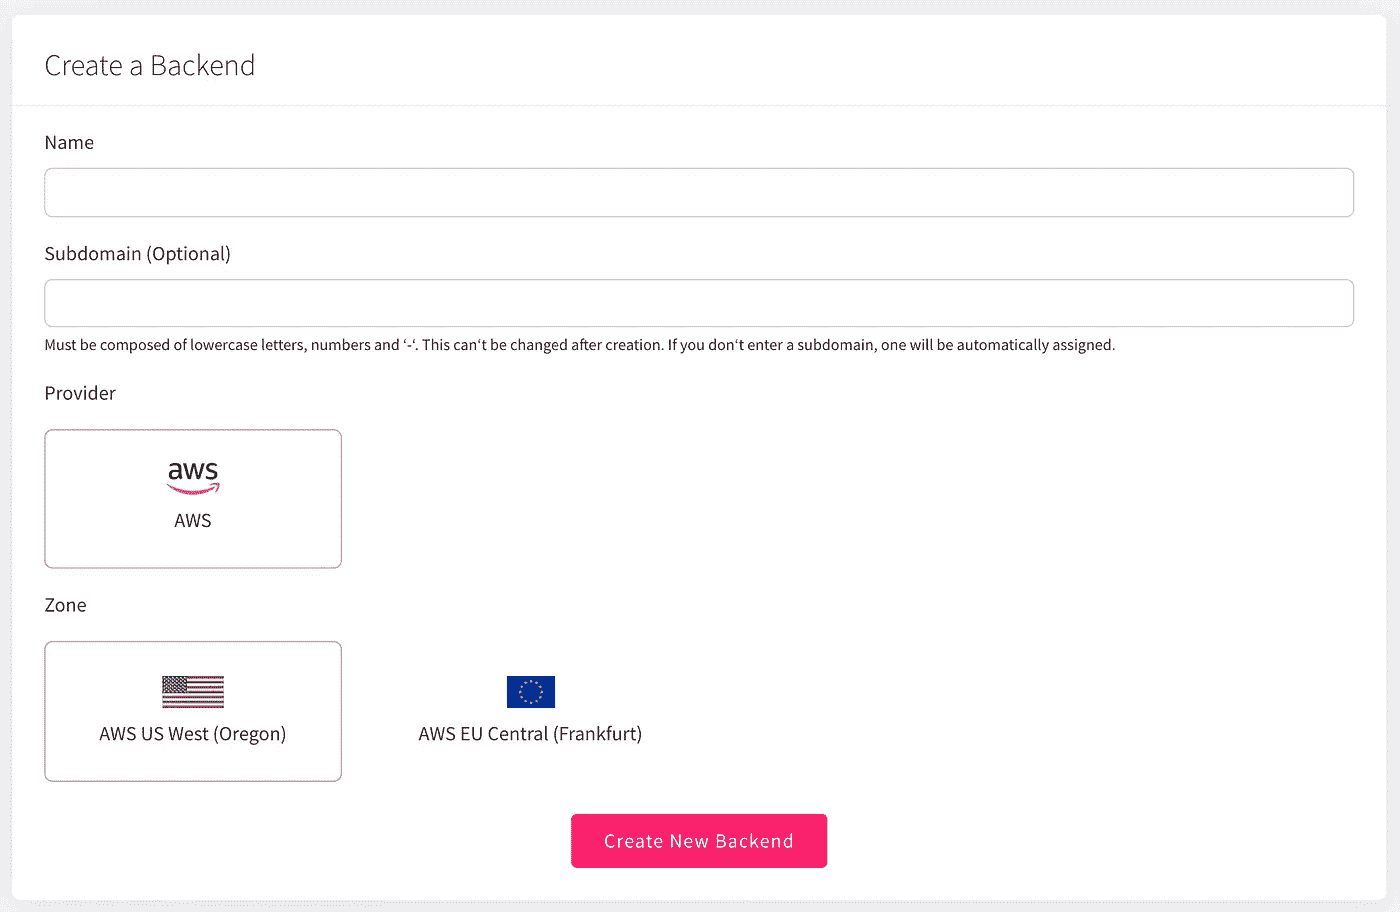 Create a Backend
Name
Subdomain (Optional)
Must be composed of lowercase letters, numbers and ‘-‘. This can‘t be changed after creation. If you don‘t enter a subdomain, one will be automatically assigned.
Provider
aws
AWS
Zone
AWS US West (Oregon)
AWS EU Central (Frankfurt)
Create New Backend